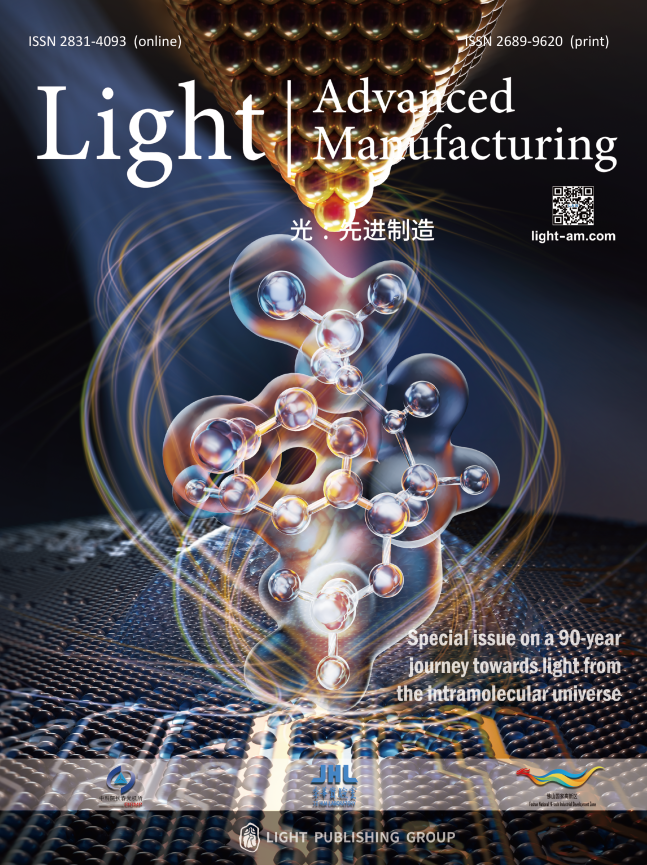 ISSN 2831-4093 (online)
ISSN 2689-9620 (print)
Light
Advanced
Manufacturing
光：先进制造
light-am.com
Special issue on a 90-year
journey towards light from
the intramolecular universe
JHL
LIGHT PUBLISHING GROUP